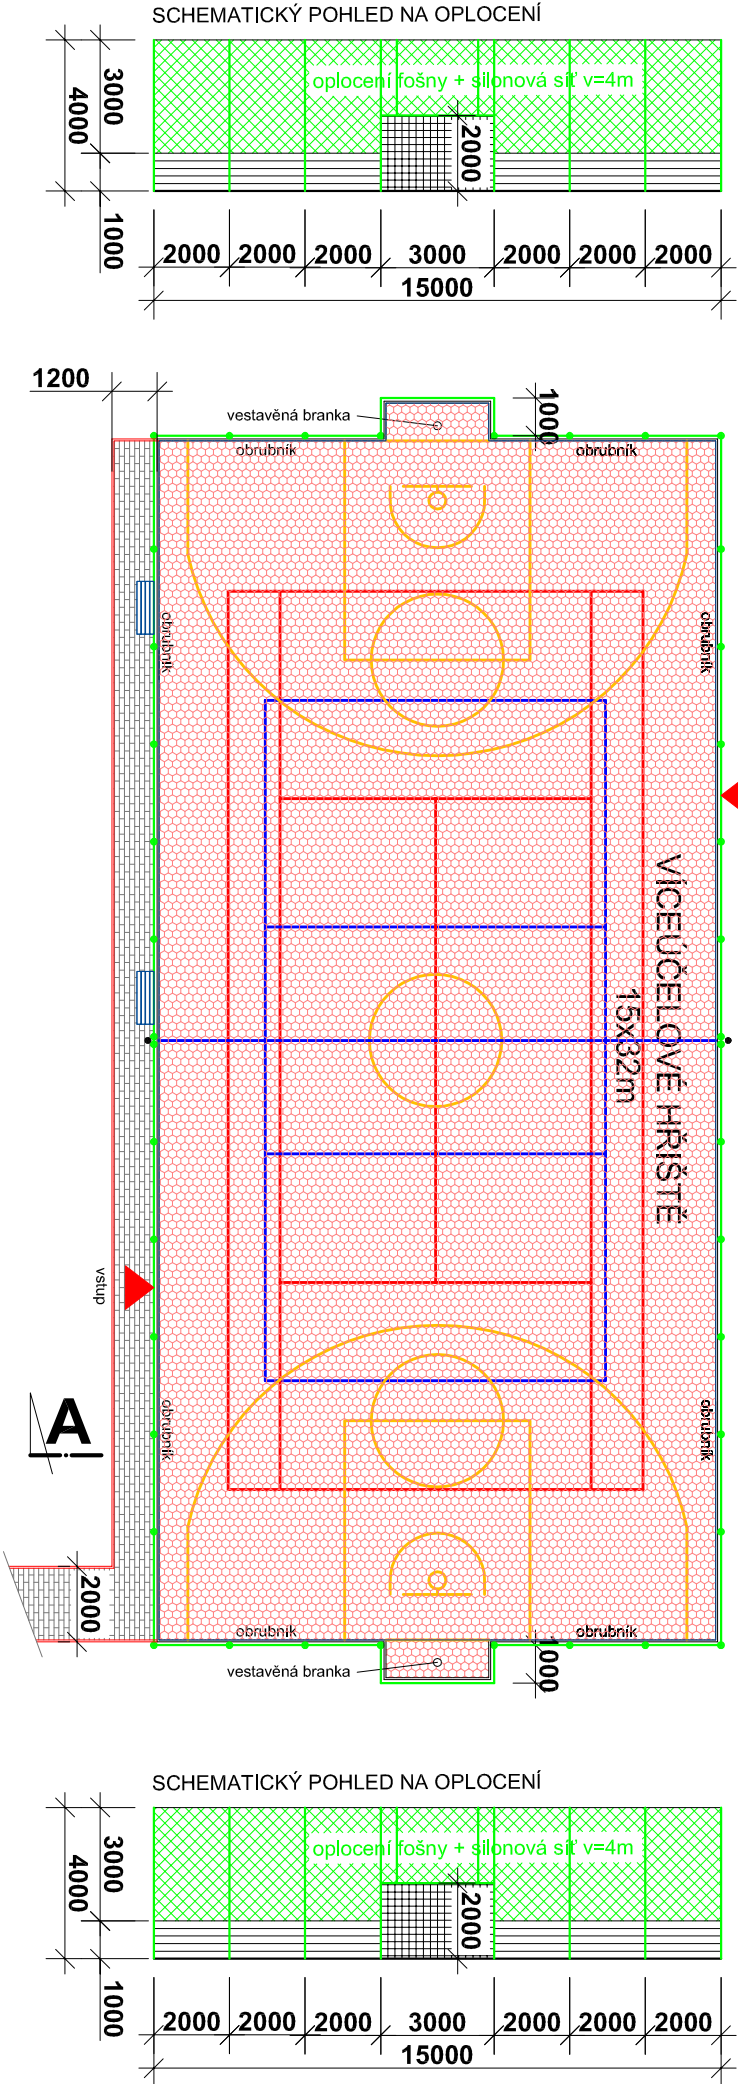 SCHEMATICKÝ POHLED NA OPLOCENÍ
oplocení fošny + silonová síť v=4m
3000
4000
2000
1000
2000 2000 2000 3000 2000 2000 2000
15000
1200
vestavěná branka
1000
obrubník
obrubník
obrubník
obrubník
VÍCEÚČELOVÉ HŘIŠTĚ
15x32m
vstup
A
obrubník
obrubník
2000
obrubník
obrubník
vestavěná branka
1000
SCHEMATICKÝ POHLED NA OPLOCENÍ
oplocení fošny + silonová síť v=4m
3000
4000
2000
1000
2000 2000 2000 3000 2000 2000 2000
15000